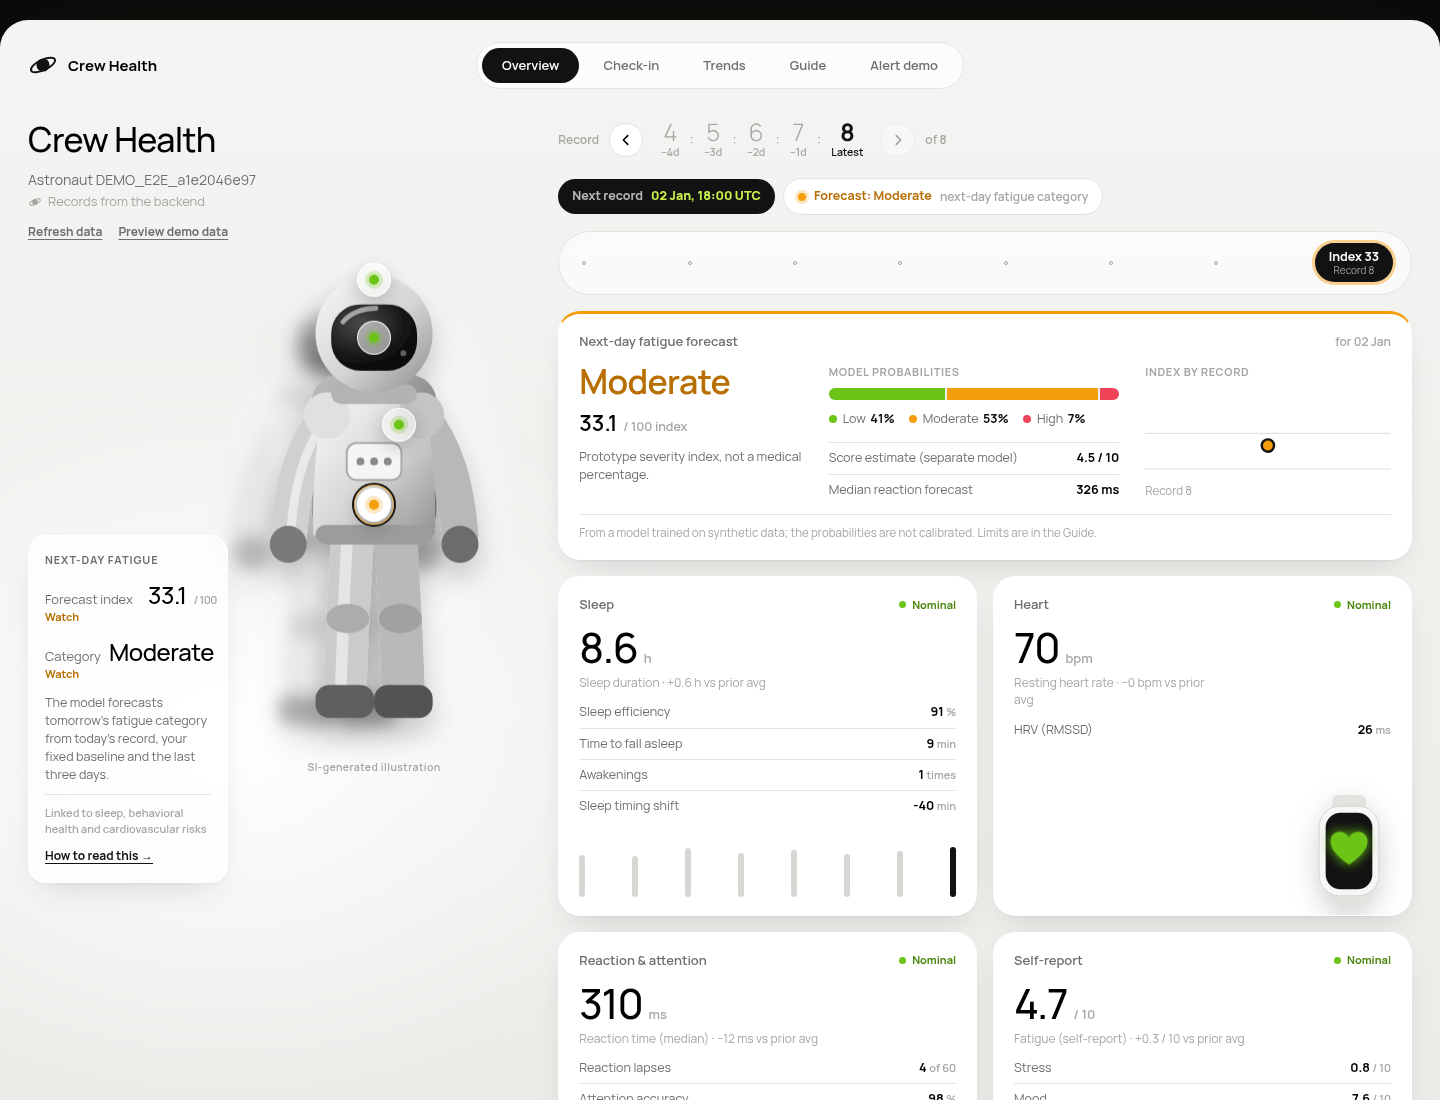 Crew Health
Overview
Check-in
Trends
Guide
Alert demo
Crew Health
Astronaut DEMO_E2E_a1e2046e97
Records from the backend
Refresh data Preview demo data
Record 4 : 5 : 6 : 7 : 8 of 8
−4d −3d −2d −1d Latest
Next record 02 Jan, 18:00 UTC
Forecast: Moderate next-day fatigue category
Index 33
Record 8
Next-day fatigue forecast
for 02 Jan
Moderate
33.1 / 100 index
Prototype severity index, not a medical
percentage.
MODEL PROBABILITIES
Low 41% Moderate 53% High 7%
Score estimate (separate model) 4.5 / 10
Median reaction forecast 326 ms
INDEX BY RECORD
Record 8
From a model trained on synthetic data; the probabilities are not calibrated. Limits are in the Guide.
NEXT-DAY FATIGUE
Forecast index 33.1 / 100
Watch
Category Moderate
Watch
The model forecasts
tomorrow's fatigue category
from today's record, your
fixed baseline and the last
three days.
Linked to sleep, behavioral
health and cardiovascular risks
How to read this →
SI-generated illustration
Sleep
Nominal
8.6 h
Sleep duration · +0.6 h vs prior avg
Sleep efficiency 91 %
Time to fall asleep 9 min
Awakenings 1 times
Sleep timing shift -40 min
Heart
Nominal
70 bpm
Resting heart rate · −0 bpm vs prior
avg
HRV (RMSSD) 26 ms
Reaction & attention
Nominal
310 ms
Reaction time (median) · −12 ms vs prior avg
Reaction lapses 4 of 60
Attention accuracy 98 %
Self-report
Nominal
4.7 / 10
Fatigue (self-report) · +0.3 / 10 vs prior avg
Stress 0.8 / 10
Mood 7.6 / 10